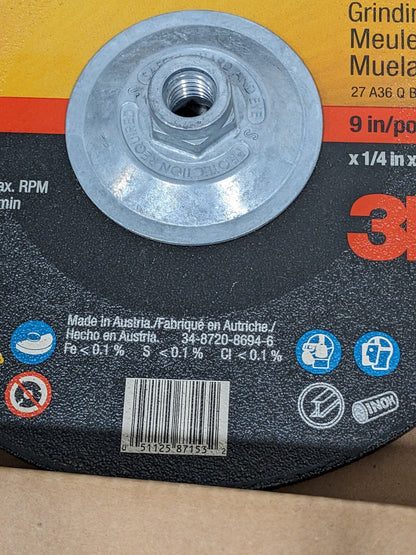 Grindin
Meule
Muela
27 A36 Q B
9 in/po
x 1/4 in x
ax. RPM
min
3
Made in Austria./Fabriqué en Autriche./
Hecho en Austria. 34-8720-8694-6
Fe < 0.1 % S < 0.1 % Cl < 0.1 %
INOX
0 51125 87153 2